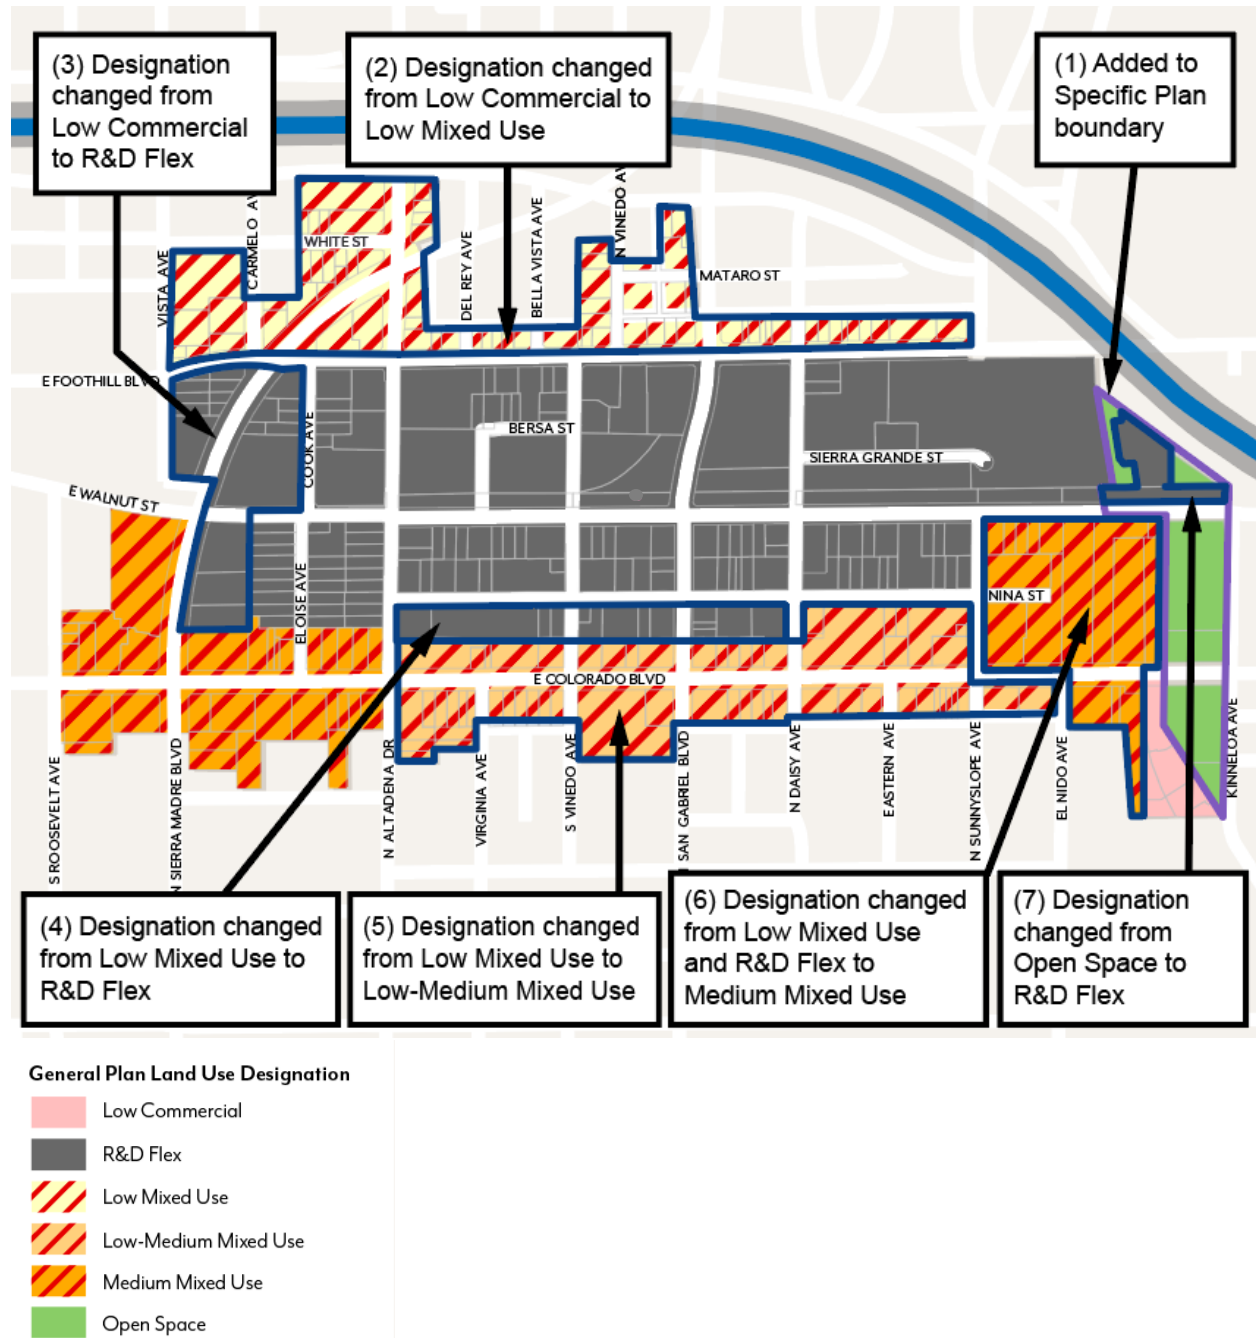 (3) Designation
changed from
Low Commercial
to R&D Flex
(2) Designation changed
from Low Commercial to
Low Mixed Use
(1) Added to
Specific Plan
boundary
VISTA AVE
CARMELO AV
WHITE ST
DEL REY AVE
BELLA VISTA AVE
N VINEDO AV
MATARO ST
E FOOTHILL BLVD
COOK AVE
BERSA ST
SIERRA GRANDE ST
E WALNUT ST
ELOISE AVE
NINA ST
E COLORADO BLVD
S ROOSEVELT AVE
N SIERRA MADRE BLVD
N ALTADENA DR
VIRGINIA AVE
S VINEDO AVE
SAN GABRIEL BLVD
N DAISY AVE
EASTERN AVE
N SUNNYSLOPE AVE
EL NIDO AVE
KINNELOA AVE
(4) Designation changed
from Low Mixed Use to
R&D Flex
(5) Designation changed
from Low Mixed Use to
Low-Medium Mixed Use
(6) Designation changed
from Low Mixed Use
and R&D Flex to
Medium Mixed Use
(7) Designation
changed from
Open Space to
R&D Flex
General Plan Land Use Designation
Low Commercial
R&D Flex
Low Mixed Use
Low-Medium Mixed Use
Medium Mixed Use
Open Space